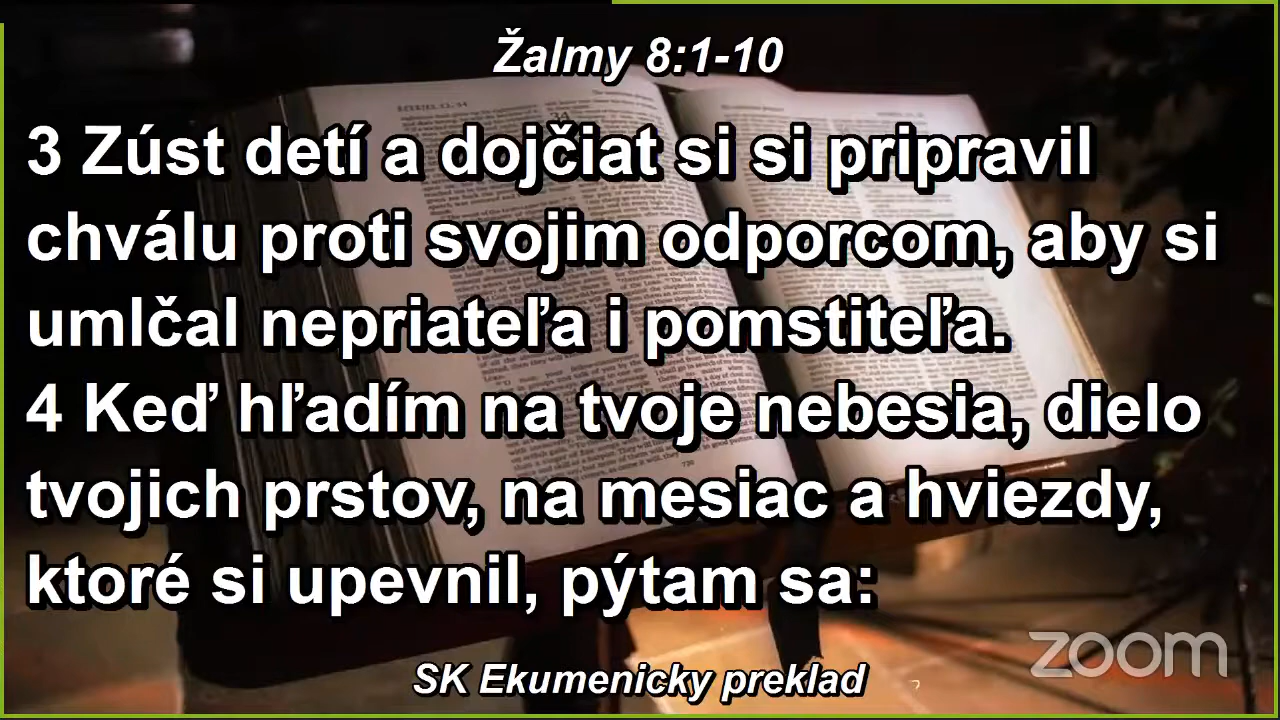 Žalmy 8:1-10
3 Zúst detí a dojčiat si si pripravil
chválu proti svojim odporcom, aby si
umlčal nepriateľa i pomstiteľa.
4 Keď hľadím na tvoje nebesia, dielo
tvojich prstov, na mesiac a hviezdy,
ktoré si upevnil, pýtam sa:
SK Ekumenicky preklad
zoom